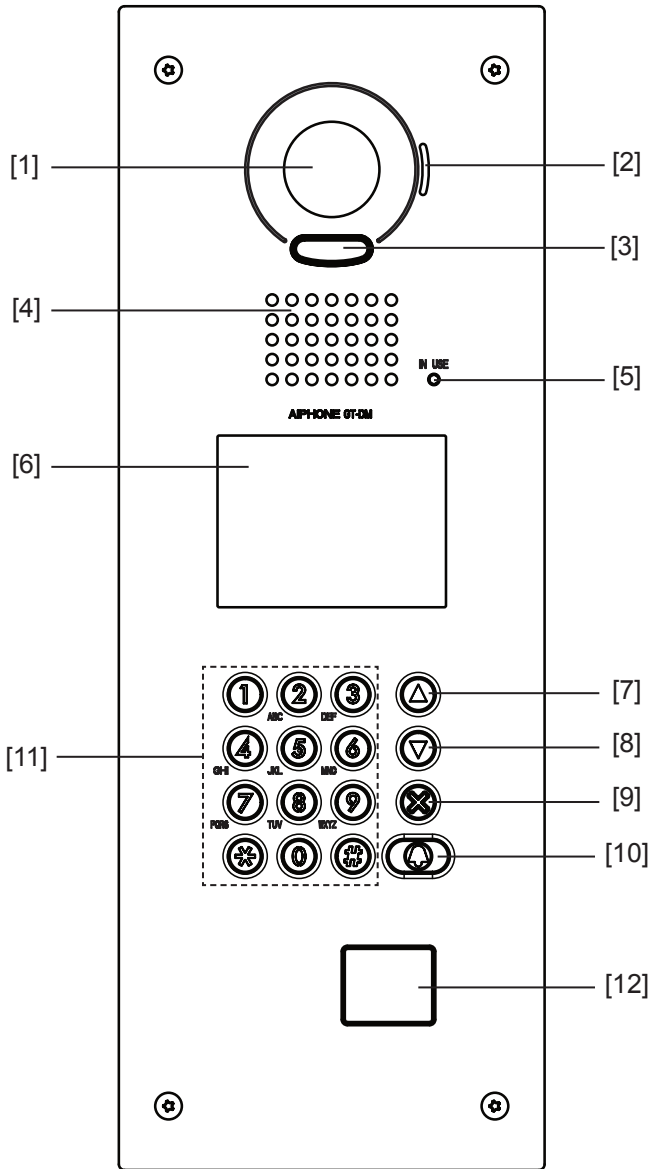 [1]
[2]
[3]
[4]
IN USE
[5]
AIPHONE GT-DM
[6]
1 2 3
ABC DEF
[7]
4 5 6
GHI JKL MNO
[8]
[11]
7 8 9
PQRS TUV WXYZ
[9]
* 0 #
[10]
[12]